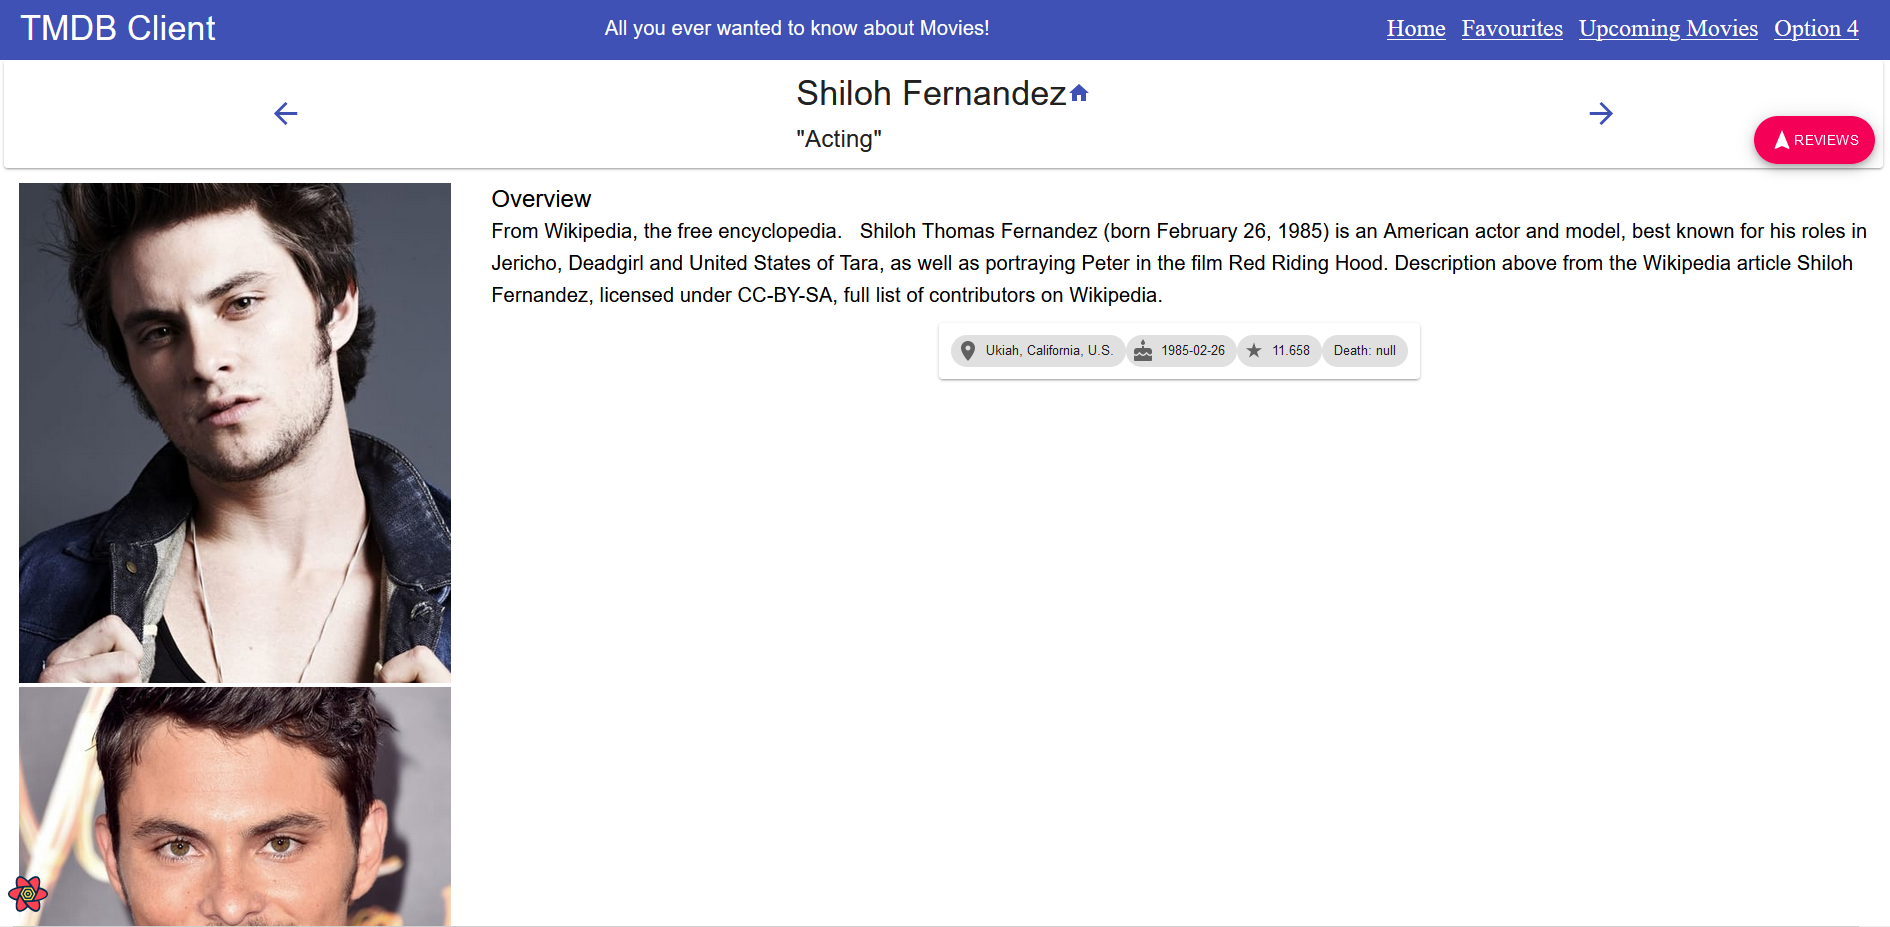 TMDB Client
All you ever wanted to know about Movies!
Home Favourites Upcoming Movies Option 4
Shiloh Fernandez
"Acting"
REVIEWS
Overview
From Wikipedia, the free encyclopedia.   Shiloh Thomas Fernandez (born February 26, 1985) is an American actor and model, best known for his roles in
Jericho, Deadgirl and United States of Tara, as well as portraying Peter in the film Red Riding Hood. Description above from the Wikipedia article Shiloh
Fernandez, licensed under CC-BY-SA, full list of contributors on Wikipedia.
Ukiah, California, U.S. 1985-02-26 11.658 Death: null